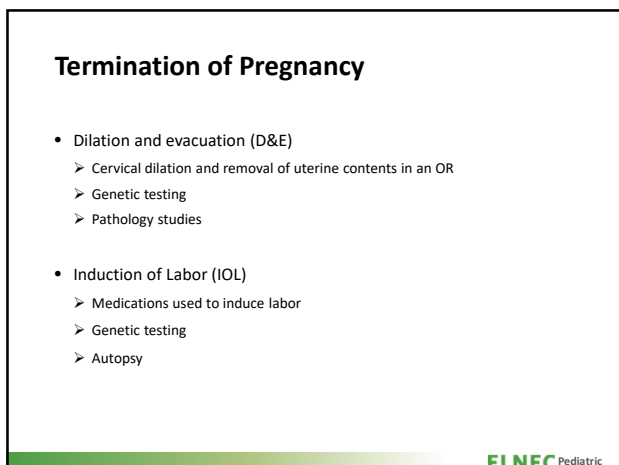 Termination of Pregnancy
• Dilation and evacuation (D&E)
➢ Cervical dilation and removal of uterine contents in an OR
➢ Genetic testing
➢ Pathology studies
• Induction of Labor (IOL)
➢ Medications used to induce labor
➢ Genetic testing
➢ Autopsy
ELNEC Pediatric